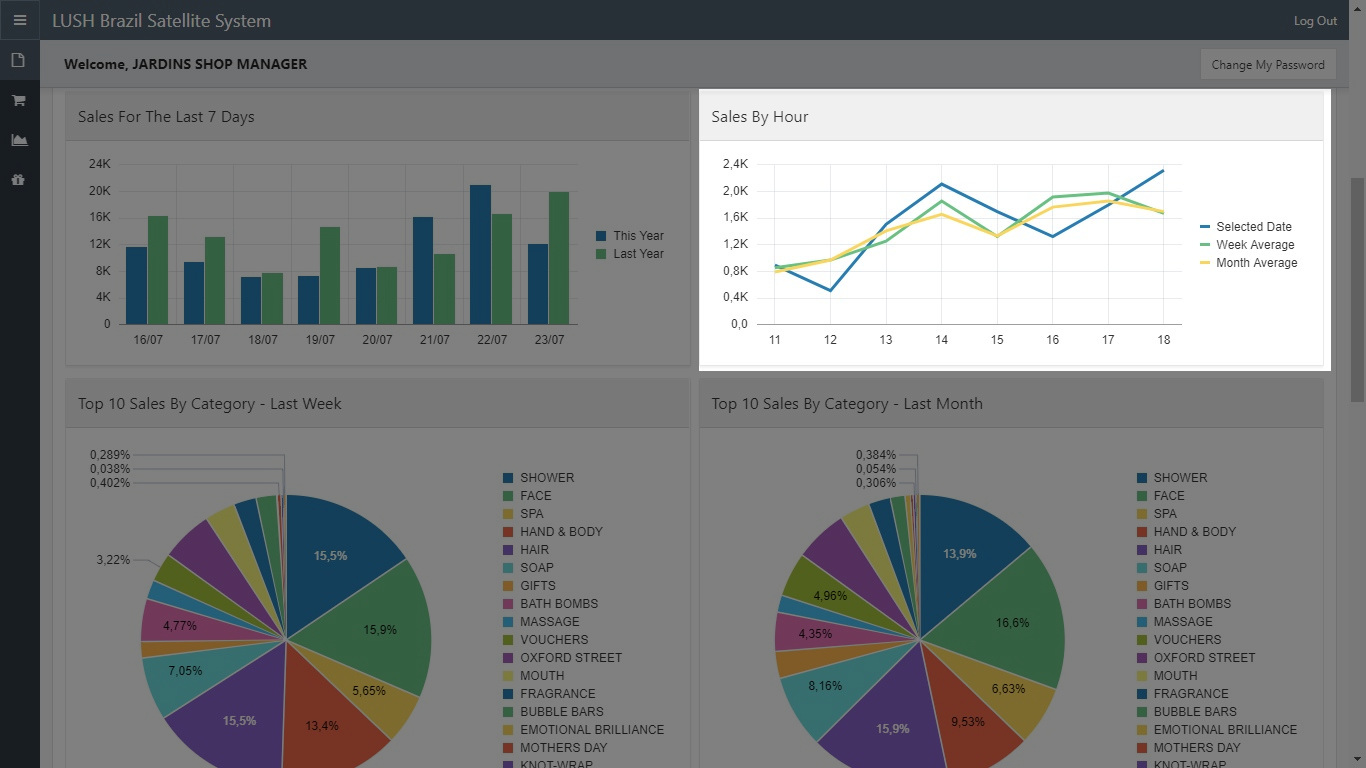 LUSH Brazil Satellite System
Log Out
Welcome, JARDINS SHOP MANAGER
Change My Password
Sales For The Last 7 Days
24K
20K
16K
12K
8K
4K
0
16/07 17/07 18/07 19/07 20/07 21/07 22/07 23/07
This Year
Last Year
Sales By Hour
2,4K
2,0K
1,6K
1,2K
0,8K
0,4K
0,0
11 12 13 14 15 16 17 18
Selected Date
Week Average
Month Average
Top 10 Sales By Category - Last Week
0,289%
0,038%
0,402%
3,22%
4,77%
7,05%
15,5%
13,4%
5,65%
15,9%
15,5%
SHOWER
FACE
SPA
HAND & BODY
HAIR
SOAP
GIFTS
BATH BOMBS
MASSAGE
VOUCHERS
OXFORD STREET
MOUTH
FRAGRANCE
BUBBLE BARS
EMOTIONAL BRILLIANCE
MOTHERS DAY
KNOT-WRAP
Top 10 Sales By Category - Last Month
0,384%
0,054%
0,306%
4,96%
4,35%
8,16%
15,9%
9,53%
6,63%
16,6%
13,9%
SHOWER
FACE
SPA
HAND & BODY
HAIR
SOAP
GIFTS
BATH BOMBS
MASSAGE
VOUCHERS
OXFORD STREET
MOUTH
FRAGRANCE
BUBBLE BARS
EMOTIONAL BRILLIANCE
MOTHERS DAY
KNOT-WRAP